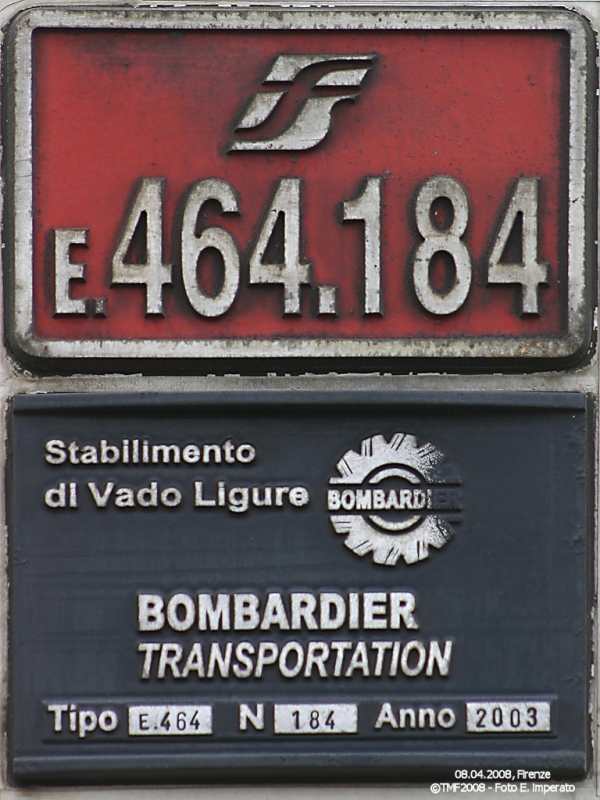 FS
E.464.184
Stabilimento
di Vado Ligure
BOMBARDIER
BOMBARDIER
TRANSPORTATION
Tipo E.464 N 184 Anno 2003
08.04.2008, Firenze
©TMF2008 - Foto E. Imperato